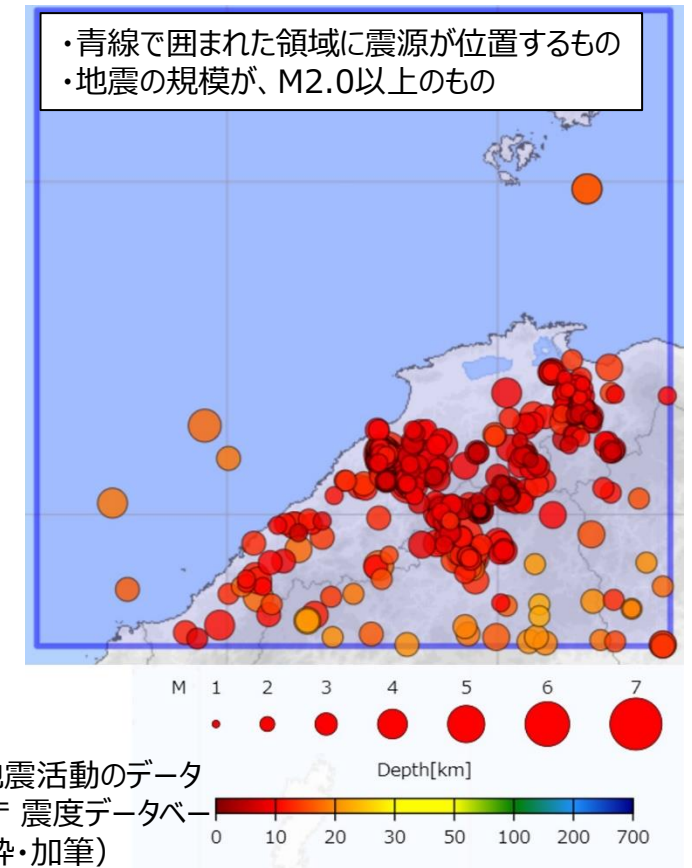 ・青線で囲まれた領域に震源が位置するもの
・地震の規模が、M2.0以上のもの
M 1 2 3 4 5 6 7
Depth[km]
0 10 20 30 50 100 200 700
震活動のデータ
震度データベー
・加筆）